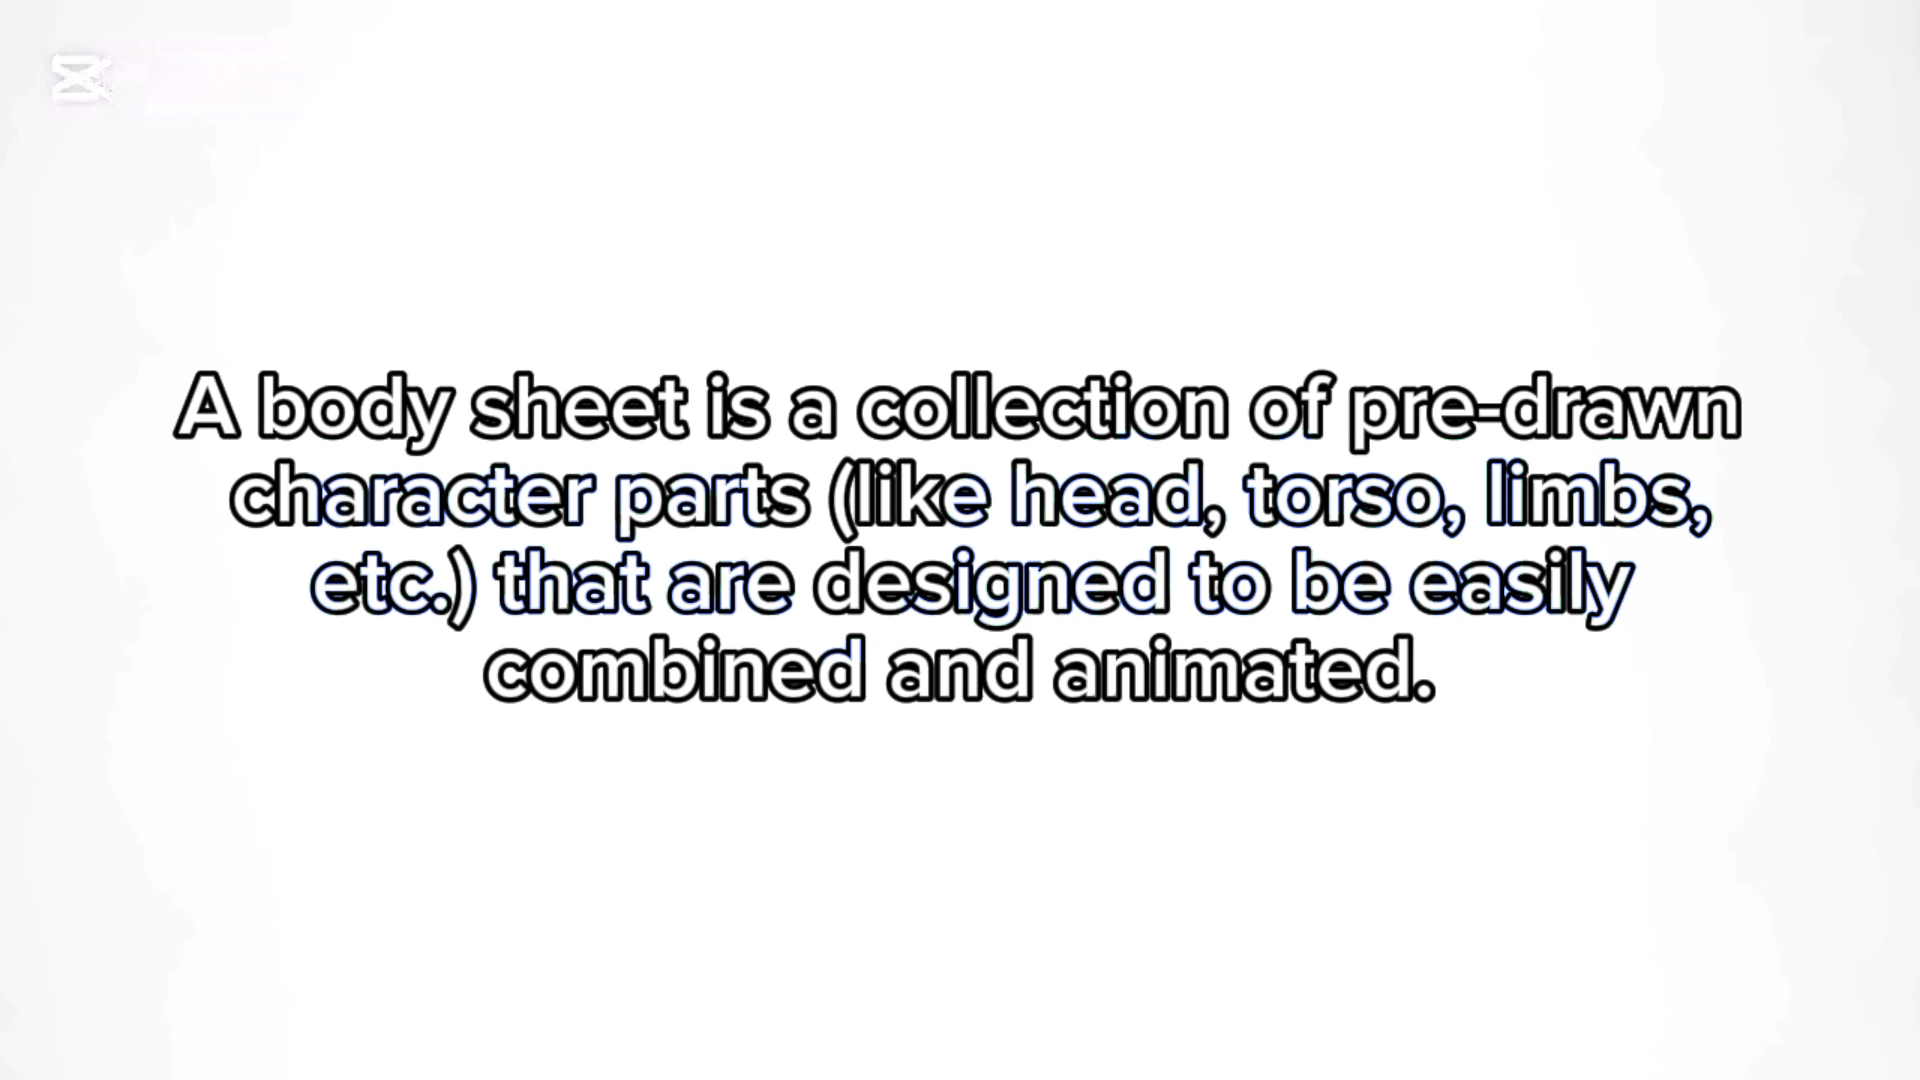 A body sheet is a collection of pre-drawn
character parts (like head, torso, limbs,
etc.) that are designed to be easily
combined and animated.